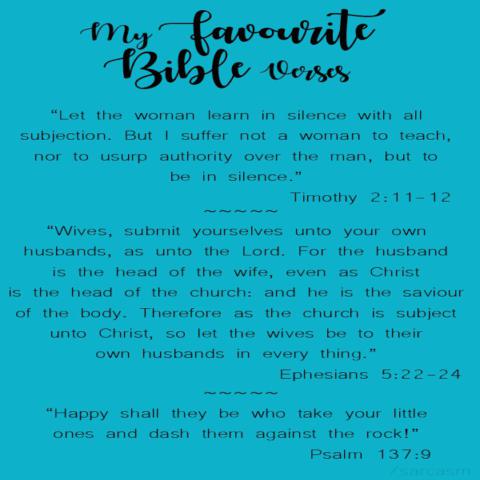 My favourite
Bible Verses
“Let the woman learn in silence with all
subjection. But I suffer not a woman to teach,
nor to usurp authority over the man, but to
be in silence.”
Timothy 2:11-12
~~~~~
“Wives, submit yourselves unto your own
husbands, as unto the Lord. For the husband
is the head of the wife, even as Christ
is the head of the church: and he is the saviour
of the body. Therefore as the church is subject
unto Christ, so let the wives be to their
own husbands in every thing.”
Ephesians 5:22-24
~~~~~
“Happy shall they be who take your little
ones and dash them against the rock!”
Psalm 137:9
/sarcasm